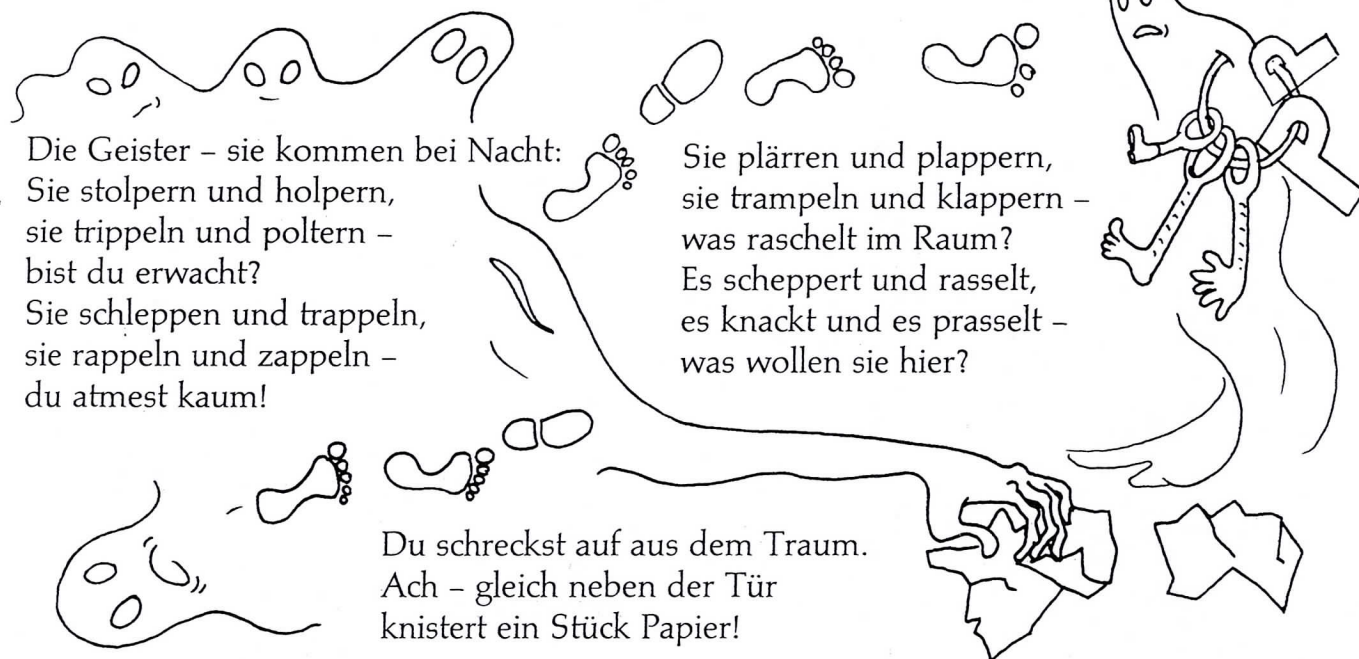 Die Geister – sie kommen bei Nacht:
Sie stolpern und holpern,
sie trippeln und poltern –
bist du erwacht?
Sie schleppen und trappeln,
sie rappeln und zappeln –
du atmest kaum!
Sie plärren und plappern,
sie trampeln und klappern –
was raschelt im Raum?
Es scheppert und rasselt,
es knackt und es prasselt –
was wollen sie hier?
Du schreckst auf aus dem Traum.
Ach – gleich neben der Tür
knistert ein Stück Papier!